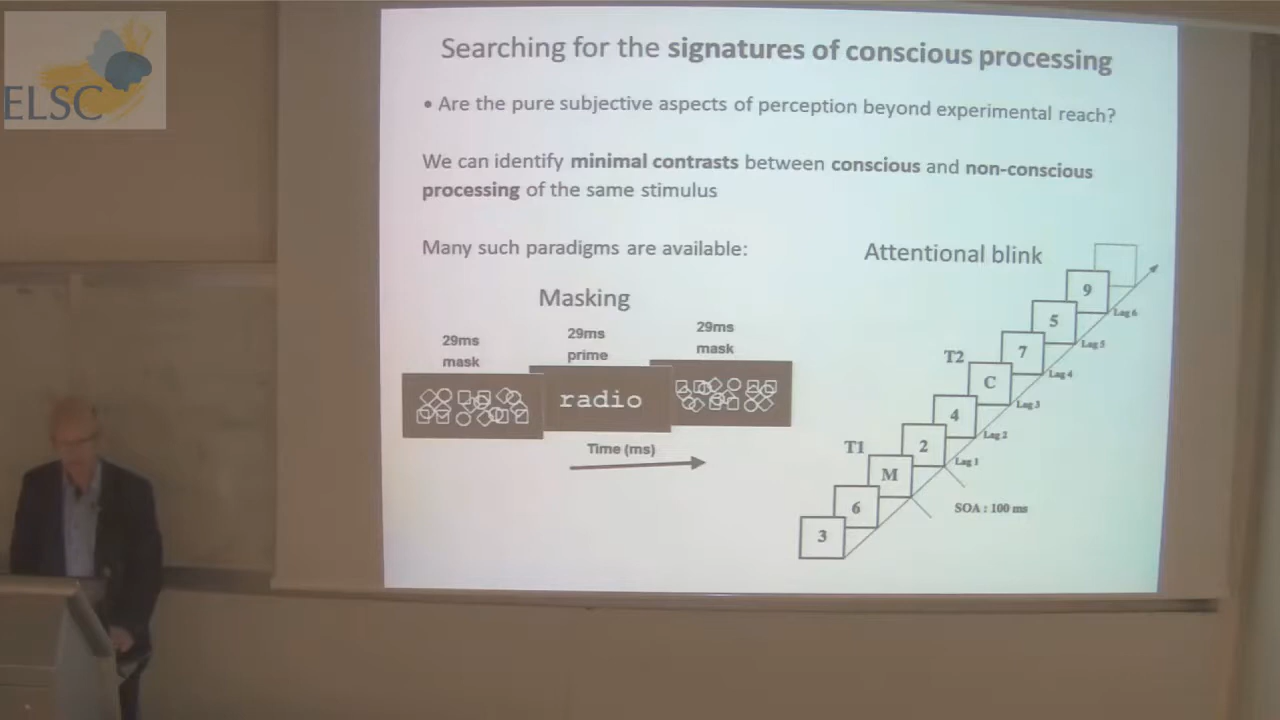 ELSC
Searching for the signatures of conscious processing
• Are the pure subjective aspects of perception beyond experimental reach?
We can identify minimal contrasts between conscious and non-conscious
processing of the same stimulus
Many such paradigms are available:
Masking
29ms
mask
29ms
prime
29ms
mask
radio
Time (ms)
Attentional blink
9
5
7
T2
C
4
T1
2
M
6
3
Lag 6
Lag 5
Lag 4
Lag 3
Lag 2
Lag 1
SOA : 100 ms